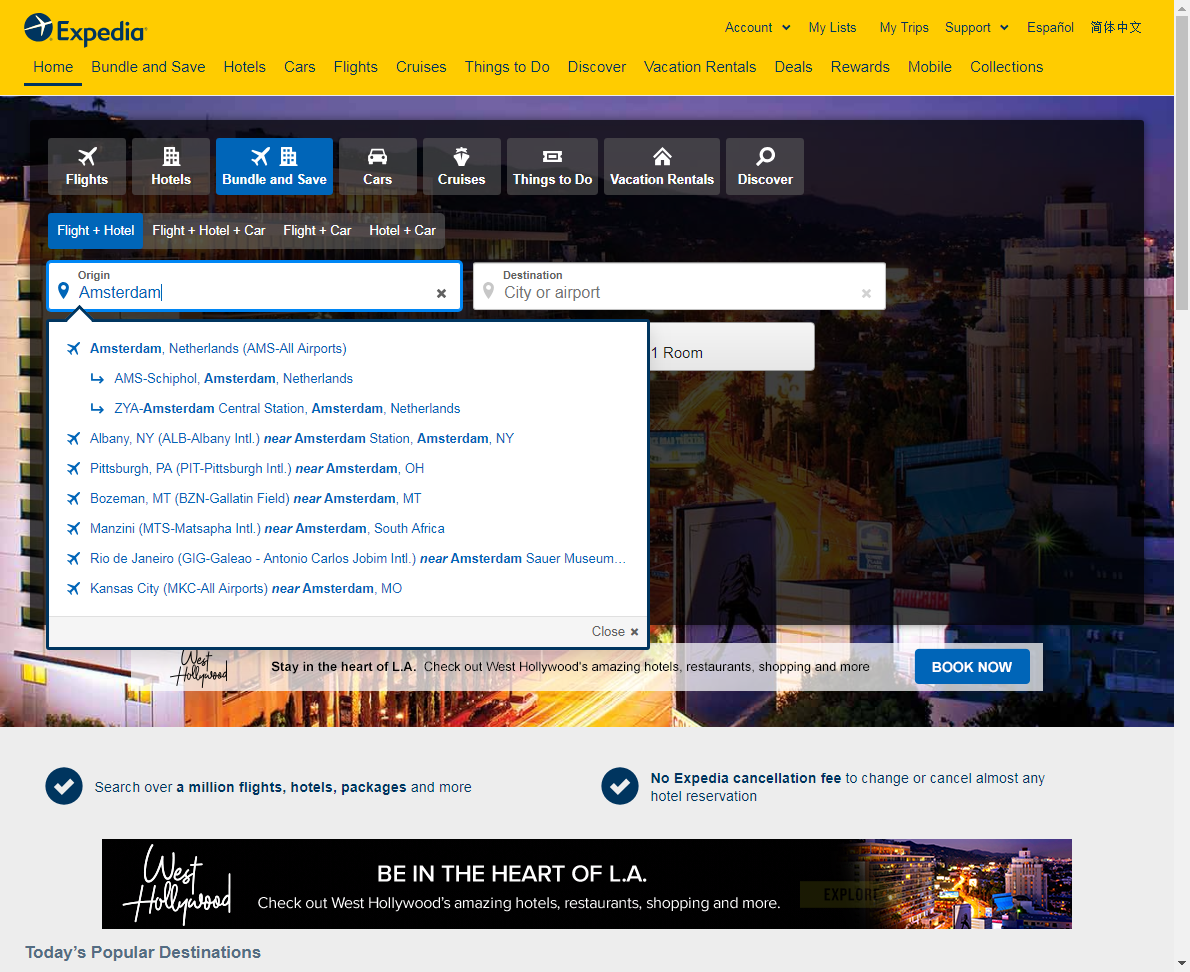 Expedia
Account My Lists My Trips Support Español 简体中文
Home Bundle and Save Hotels Cars Flights Cruises Things to Do Discover Vacation Rentals Deals Rewards Mobile Collections
Flights Hotels Bundle and Save Cars Cruises Things to Do Vacation Rentals Discover
Flight + Hotel Flight + Hotel + Car Flight + Car Hotel + Car
Origin
Amsterdam
Destination
City or airport
1 Room
Amsterdam, Netherlands (AMS-All Airports)
AMS-Schiphol, Amsterdam, Netherlands
ZYA-Amsterdam Central Station, Amsterdam, Netherlands
Albany, NY (ALB-Albany Intl.) near Amsterdam Station, Amsterdam, NY
Pittsburgh, PA (PIT-Pittsburgh Intl.) near Amsterdam, OH
Bozeman, MT (BZN-Gallatin Field) near Amsterdam, MT
Manzini (MTS-Matsapha Intl.) near Amsterdam, South Africa
Rio de Janeiro (GIG-Galeao - Antonio Carlos Jobim Intl.) near Amsterdam Sauer Museum...
Kansas City (MKC-All Airports) near Amsterdam, MO
Close
West Hollywood
Stay in the heart of L.A. Check out West Hollywood's amazing hotels, restaurants, shopping and more
BOOK NOW
Search over a million flights, hotels, packages and more
No Expedia cancellation fee to change or cancel almost any
hotel reservation
West
Hollywood
BE IN THE HEART OF L.A.
Check out West Hollywood's amazing hotels, restaurants, shopping and more.
EXPLORE
Today's Popular Destinations